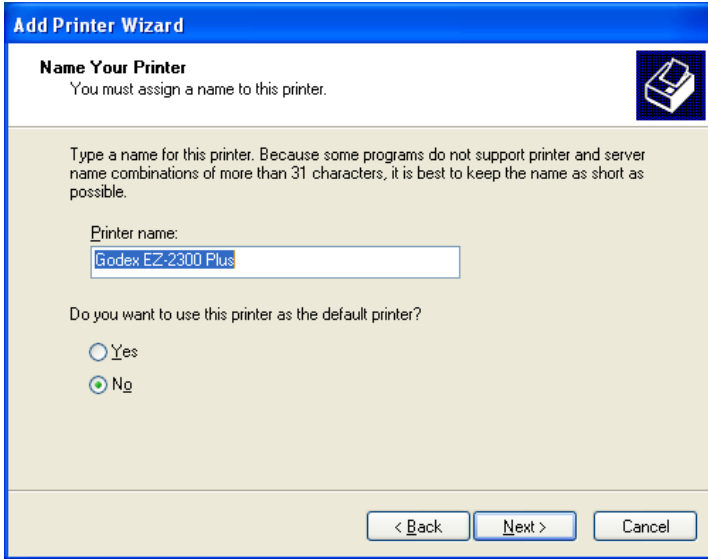 Add Printer Wizard
Name Your Printer
You must assign a name to this printer.
Type a name for this printer. Because some programs do not support printer and server
name combinations of more than 31 characters, it is best to keep the name as short as
possible.
Printer name:
Godex EZ-2300 Plus
Do you want to use this printer as the default printer?
Yes
No
< Back
Next >
Cancel